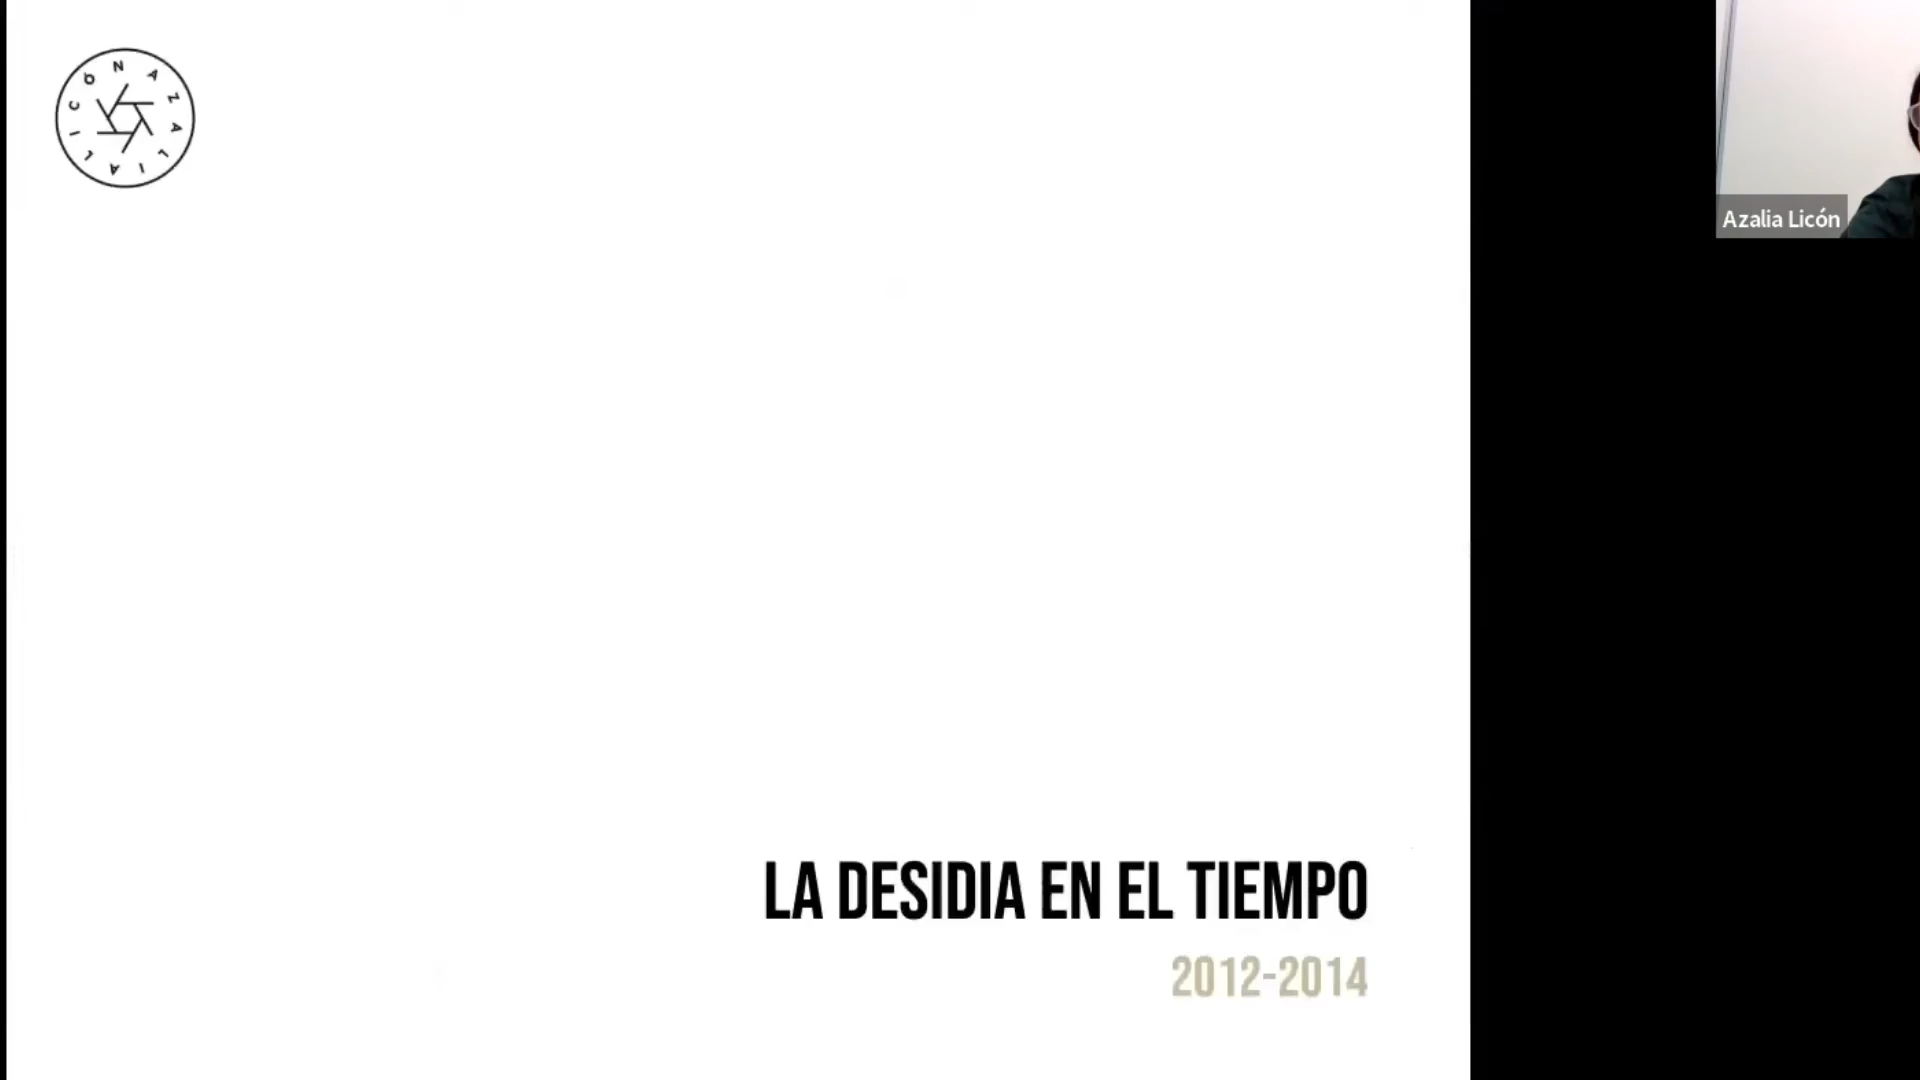 AZALIA LICÓN
Azalia Licón
LA DESIDIA EN EL TIEMPO
2012-2014